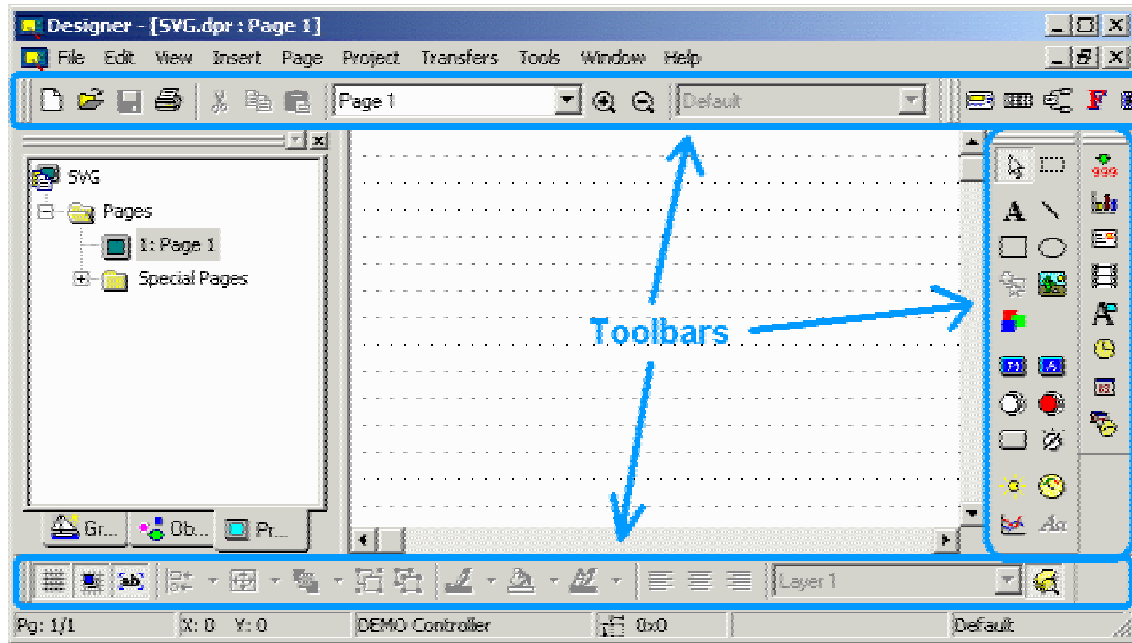 Designer - [SVG.dpr : Page 1]
File Edit View Insert Page Project Transfers Tools Window Help
Page 1 Default F
SVG
Pages
1: Page 1
Special Pages
Toolbars
999
A
Gr... Ob... Pr...
ab Layer 1 Aa
Pg: 1/1 X: 0 Y: 0 DEMO Controller 0x0 Default